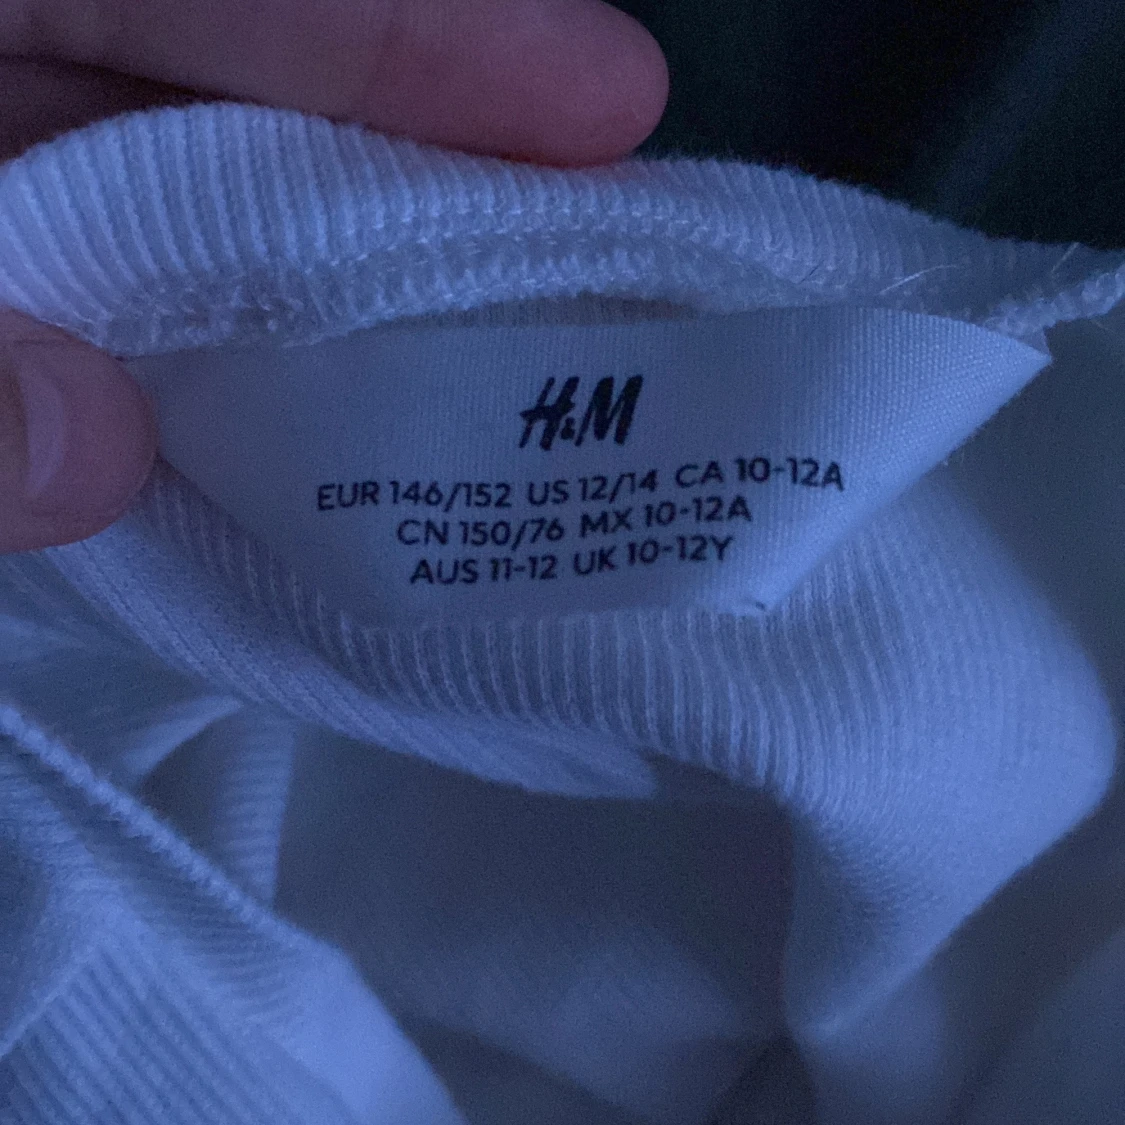 H&M
EUR 146/152 US 12/14 CA 10-12A
CN 150/76 MX 10-12A
AUS 11-12 UK 10-12Y